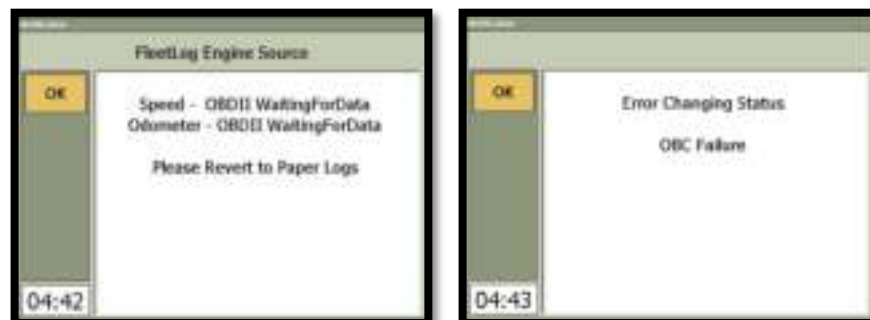 FleetLog Engine Source
OK
Speed - OBDII WaitingForData
Odometer - OBDII WaitingForData
Please Revert to Paper Logs
04:42
OK
Error Changing Status
OBC Failure
04:43